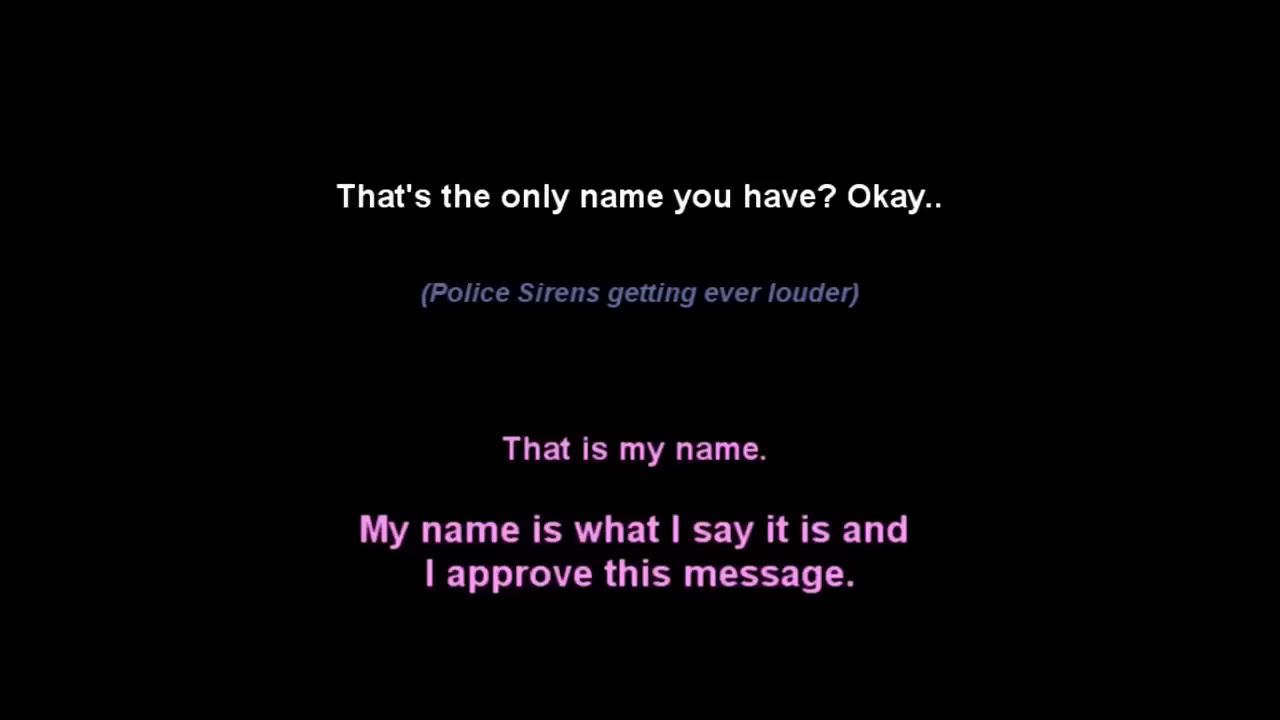 That's the only name you have? Okay..
(Police Sirens getting ever louder)
That is my name.
My name is what I say it is and
I approve this message.